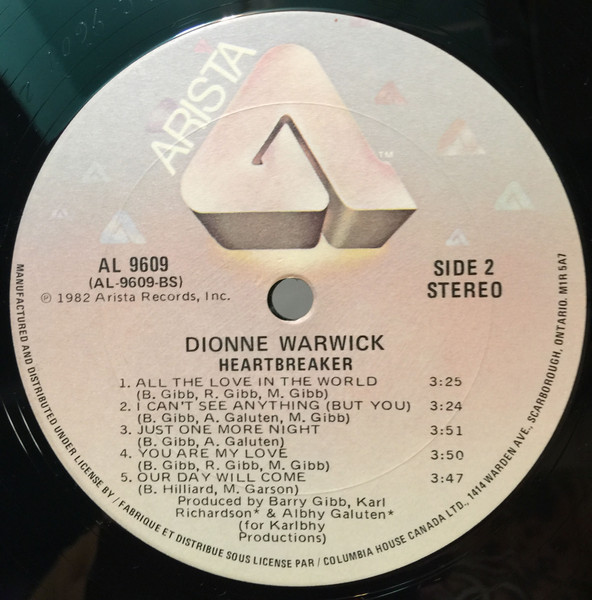 ARISTA
TM
AL 9609
(AL-9609-BS)
℗ 1982 Arista Records, Inc.
SIDE 2
STEREO
DIONNE WARWICK
HEARTBREAKER
1. ALL THE LOVE IN THE WORLD 3:25
(B. Gibb, R. Gibb, M. Gibb)
2. I CAN'T SEE ANYTHING (BUT YOU) 3:24
(B. Gibb, A. Galuten, M. Gibb)
3. JUST ONE MORE NIGHT 3:51
(B. Gibb, A. Galuten)
4. YOU ARE MY LOVE 3:50
(B. Gibb, R. Gibb, M. Gibb)
5. OUR DAY WILL COME 3:47
(B. Hilliard, M. Garson)
Produced by Barry Gibb, Karl
Richardson* & Albhy Galuten*
(for Karlbhy
Productions)
MANUFACTURED AND DISTRIBUTED UNDER LICENSE BY / FABRIQUE ET DISTRIBUE SOUS LICENSE PAR / COLUMBIA HOUSE CANADA LTD., 1414 WARDEN AVE., SCARBOROUGH, ONTARIO. M1R 5A7